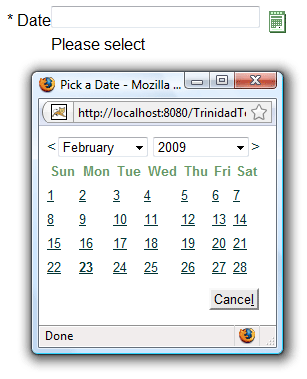 * Date
Please select
Pick a Date - Mozilla ...
http://localhost:8080/TrinidadTe
< February 2009 >
Sun Mon Tue Wed Thu Fri Sat
1 2 3 4 5 6 7
8 9 10 11 12 13 14
15 16 17 18 19 20 21
22 23 24 25 26 27 28
Cancel
Done